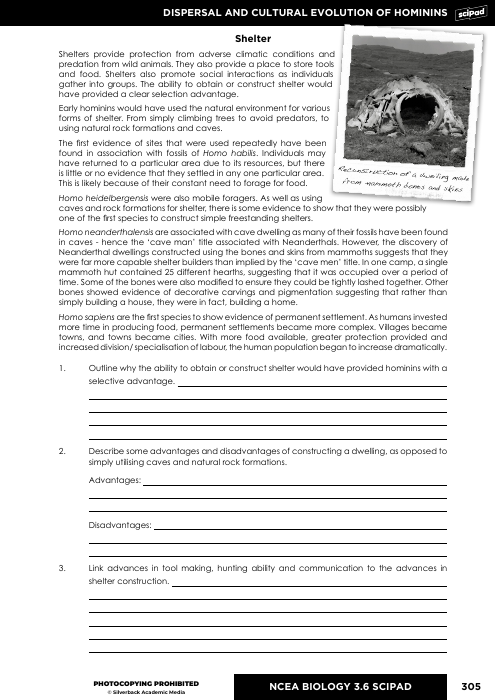 DISPERSAL AND CULTURAL EVOLUTION OF HOMININS
scipad
Shelter
Shelters provide protection from adverse climatic conditions and
predation from wild animals. They also provide a place to store tools
and food. Shelters also promote social interactions as individuals
gather into groups. The ability to obtain or construct shelter would
have provided a clear selection advantage.
Early hominins would have used the natural environment for various
forms of shelter. From simply climbing trees to avoid predators, to
using natural rock formations and caves.
The first evidence of sites that were used repeatedly have been
found in association with fossils of Homo habilis. Individuals may
have returned to a particular area due to its resources, but there
is little or no evidence that they settled in any one particular area.
This is likely because of their constant need to forage for food.
Reconstruction of a dwelling made
from mammoth bones and skins
Homo heidelbergensis were also mobile foragers. As well as using
caves and rock formations for shelter, there is some evidence to show that they were possibly
one of the first species to construct simple freestanding shelters.
Homo neanderthalensis are associated with cave dwelling as many of their fossils have been found
in caves - hence the 'cave man' title associated with Neanderthals. However, the discovery of
Neanderthal dwellings constructed using the bones and skins from mammoths suggests that they
were far more capable shelter builders than implied by the 'cave men' title. In one camp, a single
mammoth hut contained 25 different hearths, suggesting that it was occupied over a period of
time. Some of the bones were also modified to ensure they could be tightly lashed together. Other
bones showed evidence of decorative carvings and pigmentation suggesting that rather than
simply building a house, they were in fact, building a home.
Homo sapiens are the first species to show evidence of permanent settlement. As humans invested
more time in producing food, permanent settlements became more complex. Villages became
towns, and towns became cities. With more food available, greater protection provided and
increased division/ specialisation of labour, the human population began to increase dramatically.
1. Outline why the ability to obtain or construct shelter would have provided hominins with a
selective advantage.
2. Describe some advantages and disadvantages of constructing a dwelling, as opposed to
simply utilising caves and natural rock formations.
Advantages:
Disadvantages:
3. Link advances in tool making, hunting ability and communication to the advances in
shelter construction.
PHOTOCOPYING PROHIBITED
© Silverback Academic Media
NCEA BIOLOGY 3.6 SCIPAD
305